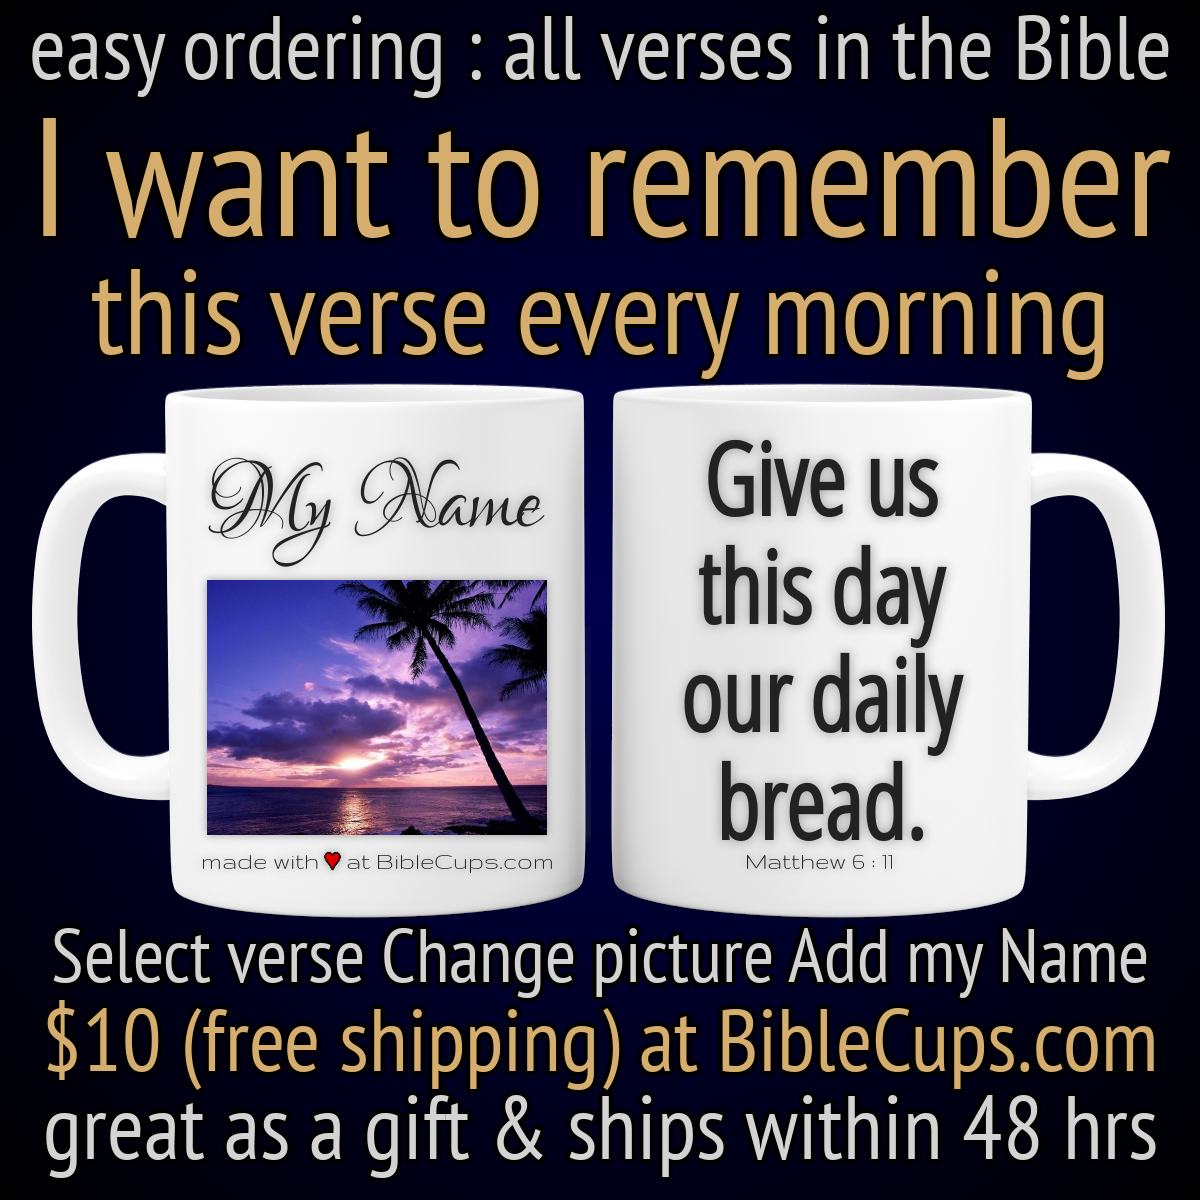 easy ordering : all verses in the Bible
I want to remember
this verse every morning
My Name
made with ♥ at BibleCups.com
Give us
this day
our daily
bread.
Matthew 6 : 11
Select verse Change picture Add my Name
$10 (free shipping) at BibleCups.com
great as a gift & ships within 48 hrs